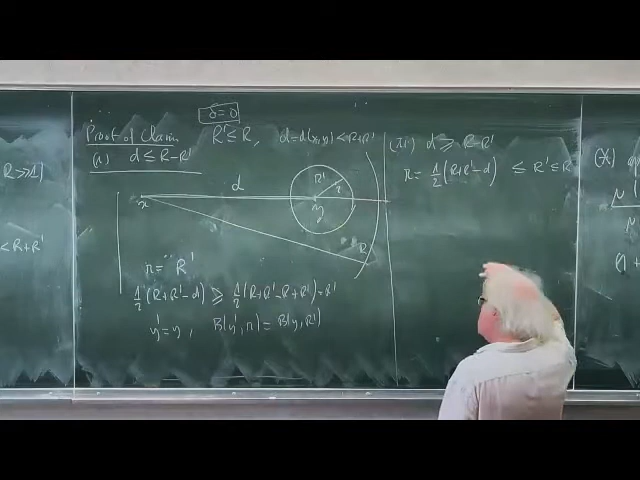 R≫1]
< R+R'
δ=0
Proof of Claim R'≤R, d=d(x,y)<R+R'
(i) d ≤ R-R'
d
R'
r
x
y
R
r = R'
1/2(R+R'-d) ≥ 1/2(R+R'-R+R') = R'
y'=y, B(y',r) = B(y,R')
(ii) d ≥ R-R'
r = 1/2(R+R'-d) ≤ R' ≤ R
(X)